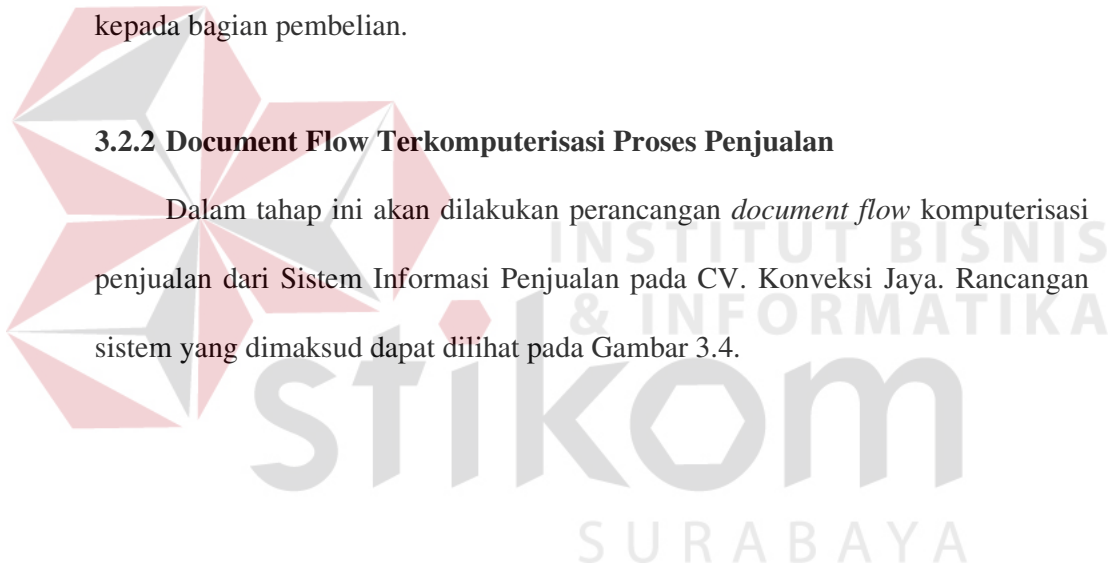 kepada bagian pembelian.
3.2.2 Document Flow Terkomputerisasi Proses Penjualan
Dalam tahap ini akan dilakukan perancangan document flow komputerisasi
penjualan dari Sistem Informasi Penjualan pada CV. Konveksi Jaya. Rancangan
sistem yang dimaksud dapat dilihat pada Gambar 3.4.
INSTITUT BISNIS
& INFORMATIKA
stikom
SURABAYA